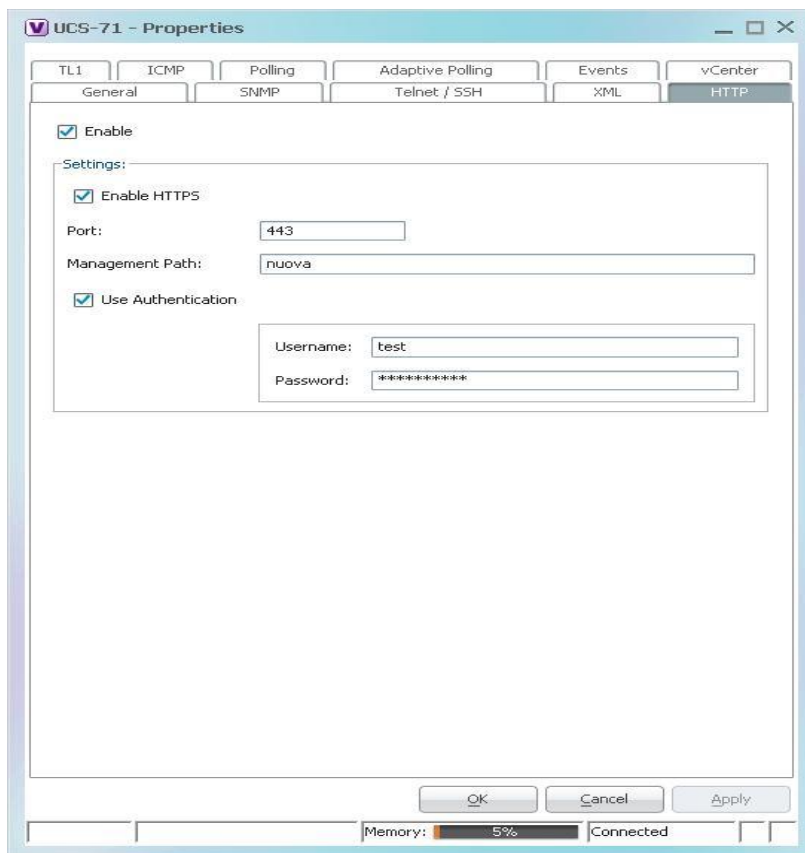 UCS-71 - Properties
TL1 ICMP Polling Adaptive Polling Events vCenter
General SNMP Telnet / SSH XML HTTP
Enable
Settings:
Enable HTTPS
Port: 443
Management Path: nuova
Use Authentication
Username: test
Password: **********
OK Cancel Apply
Memory: 5% Connected